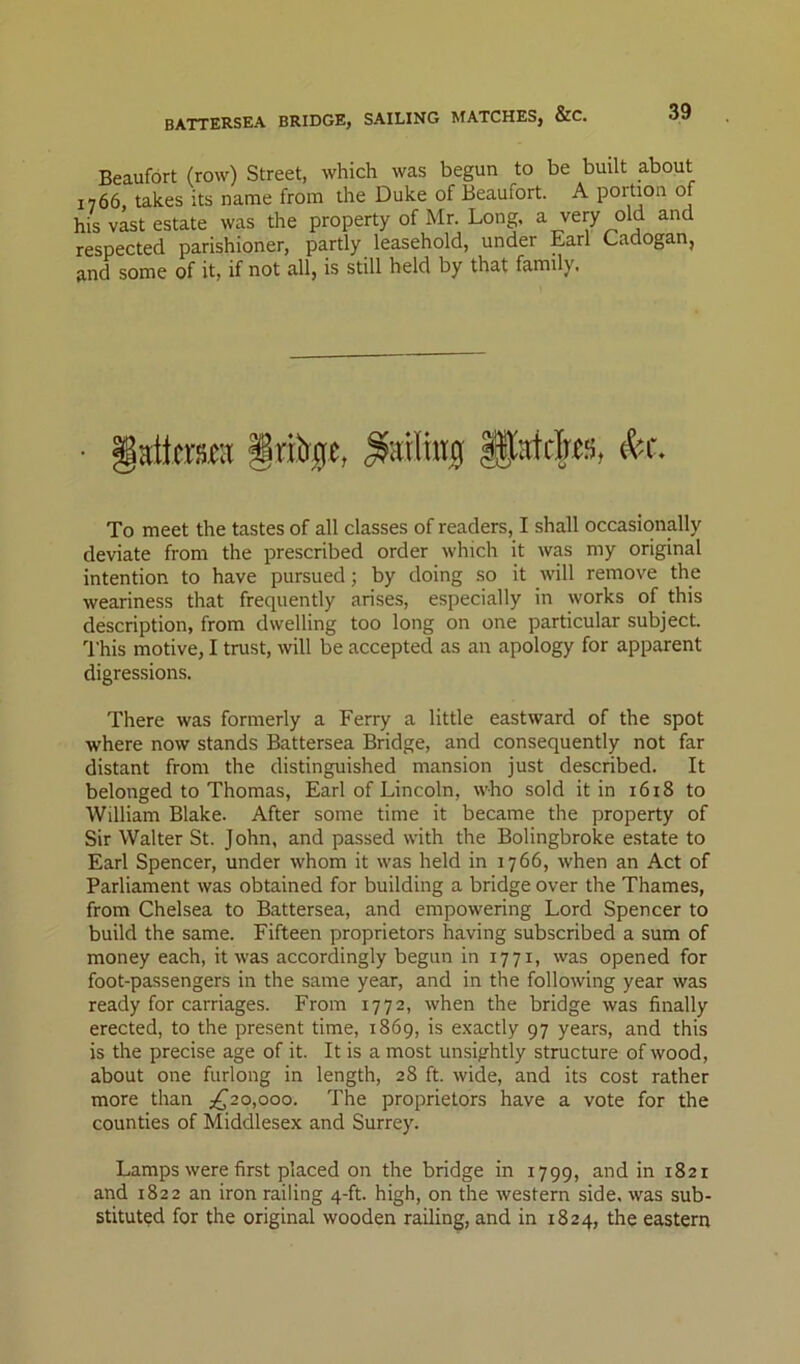 BATTERSEA BRIDGE, SAILING MATCHES, &c. 39
Beaufort (row) Street, which was begun to be built about
1766, takes its name from the Duke of Beaufort. A portion of
his vast estate was the property of Mr. Long, a very old and
respected parishioner, partly leasehold, under Earl Cadogan,
and some of it, if not all, is still held by that family.
Battersea Bridge, Sailing Matches, &c.
To meet the tastes of all classes of readers, I shall occasionally
deviate from the prescribed order which it was my original
intention to have pursued; by doing so it will remove the
weariness that frequently arises, especially in works of this
description, from dwelling too long on one particular subject.
This motive, I trust, will be accepted as an apology for apparent
digressions.
There was formerly a Ferry a little eastward of the spot
where now stands Battersea Bridge, and consequently not far
distant from the distinguished mansion just described. It
belonged to Thomas, Earl of Lincoln, who sold it in 1618 to
William Blake. After some time it became the property of
Sir Walter St. John, and passed with the Bolingbroke estate to
Earl Spencer, under whom it was held in 1766, when an Act of
Parliament was obtained for building a bridge over the Thames,
from Chelsea to Battersea, and empowering Lord Spencer to
build the same. Fifteen proprietors having subscribed a sum of
money each, it was accordingly begun in 1771, was opened for
foot-passengers in the same year, and in the following year was
ready for carriages. From 1772, when the bridge was finally
erected, to the present time, 1869, is exactly 97 years, and this
is the precise age of it. It is a most unsightly structure of wood,
about one furlong in length, 28 ft. wide, and its cost rather
more than £20,000. The proprietors have a vote for the
counties of Middlesex and Surrey.
Lamps were first placed on the bridge in 1799, and in 1821
and 1822 an iron railing 4-ft. high, on the western side, was sub-
stituted for the original wooden railing, and in 1824, the eastern